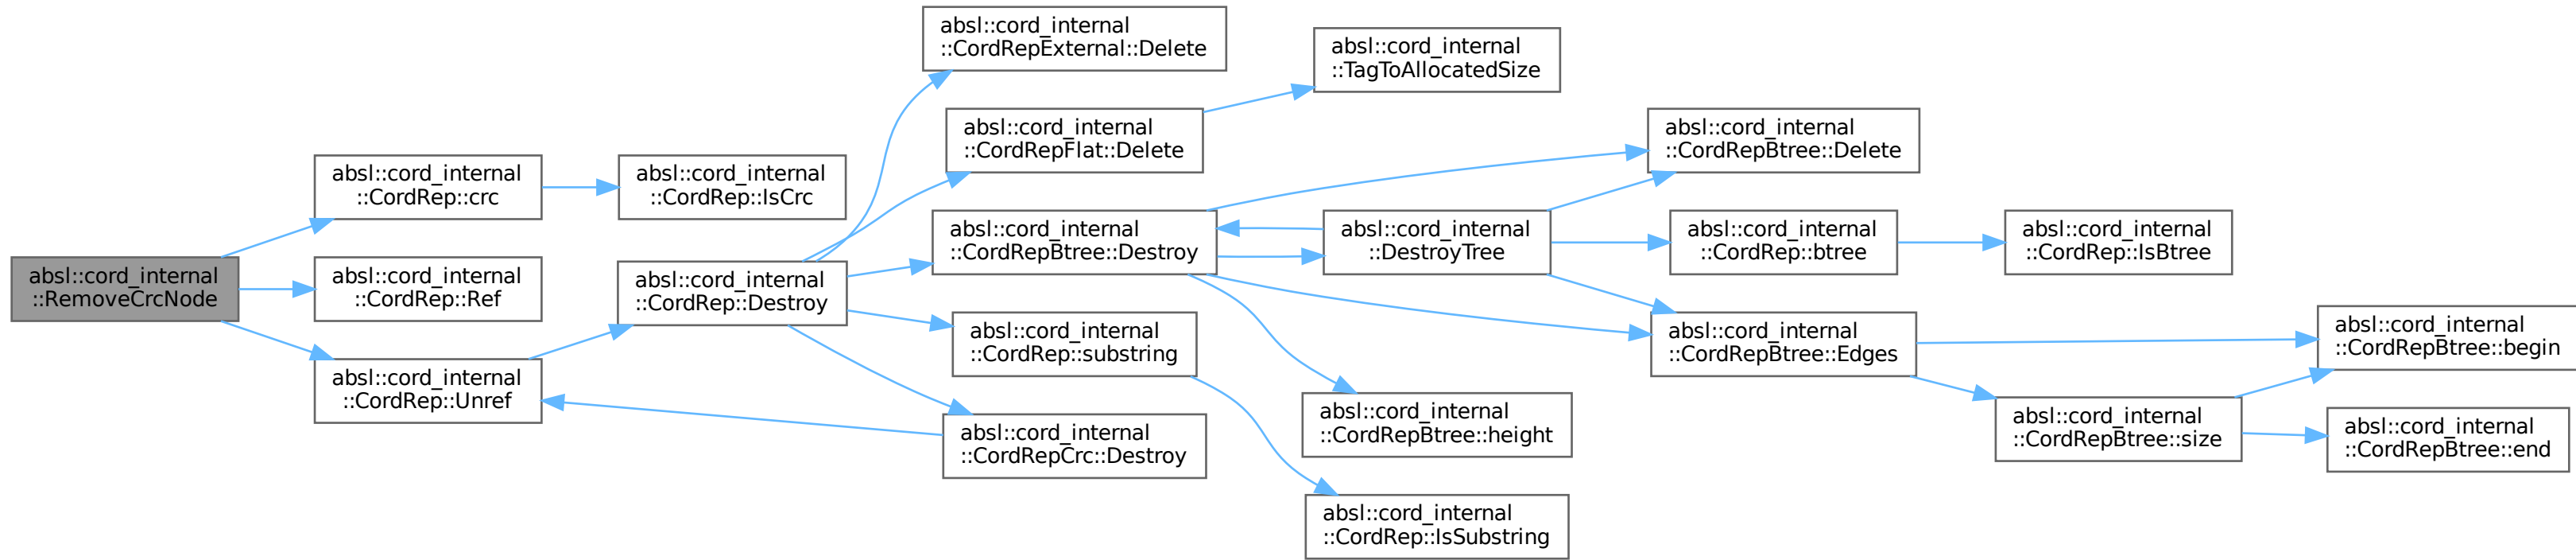 absl::cord_internal
::RemoveCrcNode
absl::cord_internal
::CordRep::crc
absl::cord_internal
::CordRep::IsCrc
absl::cord_internal
::CordRep::Ref
absl::cord_internal
::CordRep::Unref
absl::cord_internal
::CordRep::Destroy
absl::cord_internal
::CordRepExternal::Delete
absl::cord_internal
::CordRepFlat::Delete
absl::cord_internal
::TagToAllocatedSize
absl::cord_internal
::CordRepBtree::Destroy
absl::cord_internal
::CordRep::substring
absl::cord_internal
::CordRepCrc::Destroy
absl::cord_internal
::DestroyTree
absl::cord_internal
::CordRepBtree::height
absl::cord_internal
::CordRep::IsSubstring
absl::cord_internal
::CordRepBtree::Delete
absl::cord_internal
::CordRep::btree
absl::cord_internal
::CordRep::IsBtree
absl::cord_internal
::CordRepBtree::Edges
absl::cord_internal
::CordRepBtree::size
absl::cord_internal
::CordRepBtree::begin
absl::cord_internal
::CordRepBtree::end